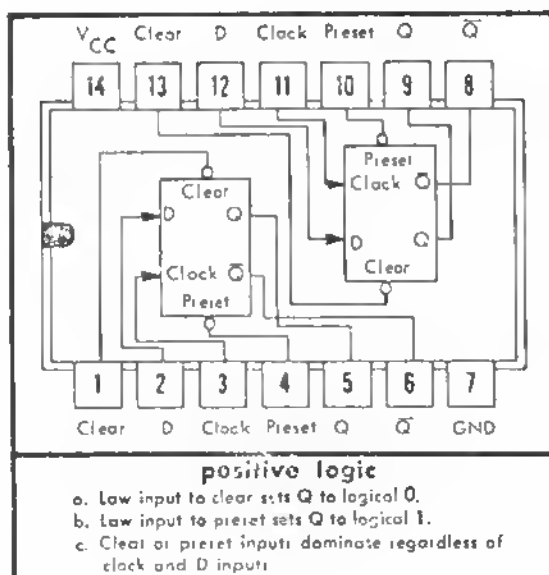 VCC Clear D Clock Preset Q Q̅
14 13 12 11 10 9 8
Preset
Clock Q̅
D Q
Clear
Clear
D Q
Clock Q̅
Preset
1 2 3 4 5 6 7
Clear D Clock Preset Q Q̅ GND
positive logic
a. Low input to clear sets Q to logical 0.
b. Low input to preset sets Q to logical 1.
c. Clear or preset inputs dominate regardless of
clock and D inputs